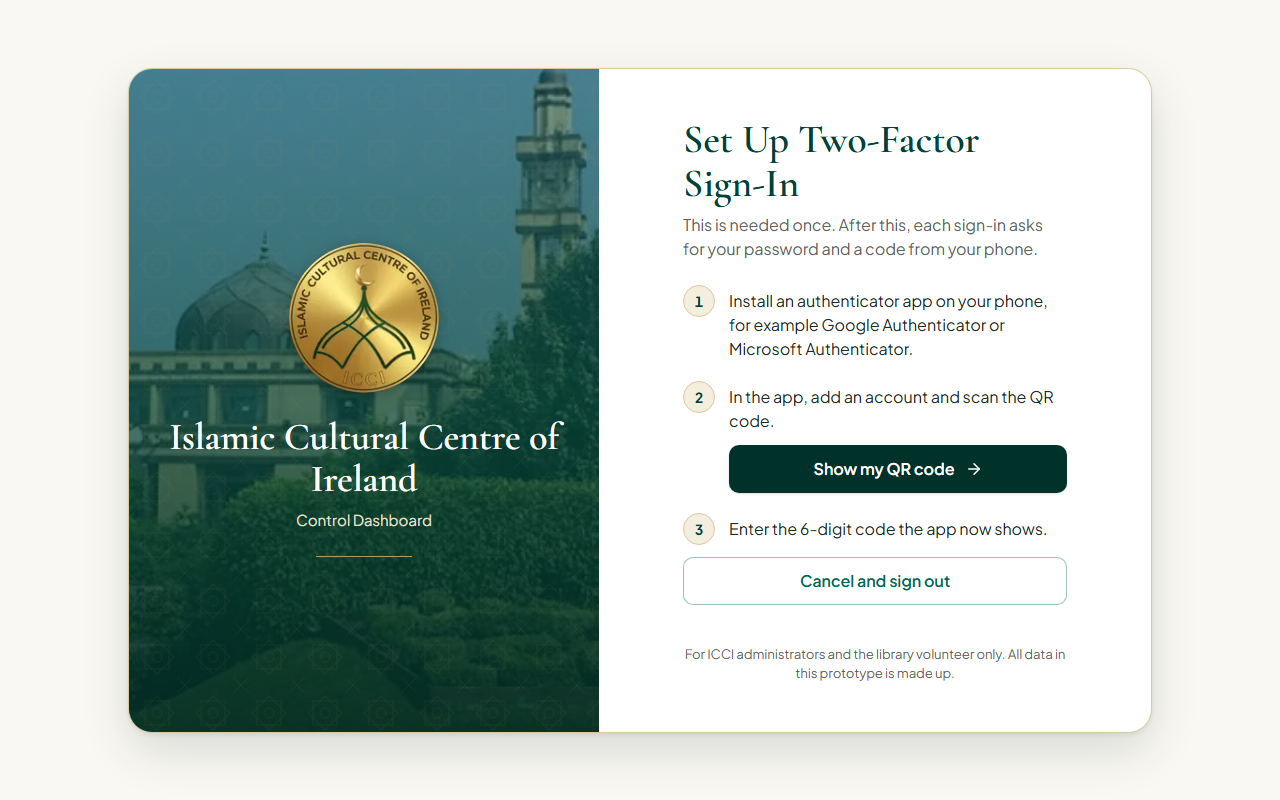 ISLAMIC CULTURAL CENTRE OF IRELAND
ICCI
Islamic Cultural Centre of
Ireland
Control Dashboard
Set Up Two-Factor
Sign-In
This is needed once. After this, each sign-in asks
for your password and a code from your phone.
1
Install an authenticator app on your phone,
for example Google Authenticator or
Microsoft Authenticator.
2
In the app, add an account and scan the QR
code.
Show my QR code →
3
Enter the 6-digit code the app now shows.
Cancel and sign out
For ICCI administrators and the library volunteer only. All data in
this prototype is made up.